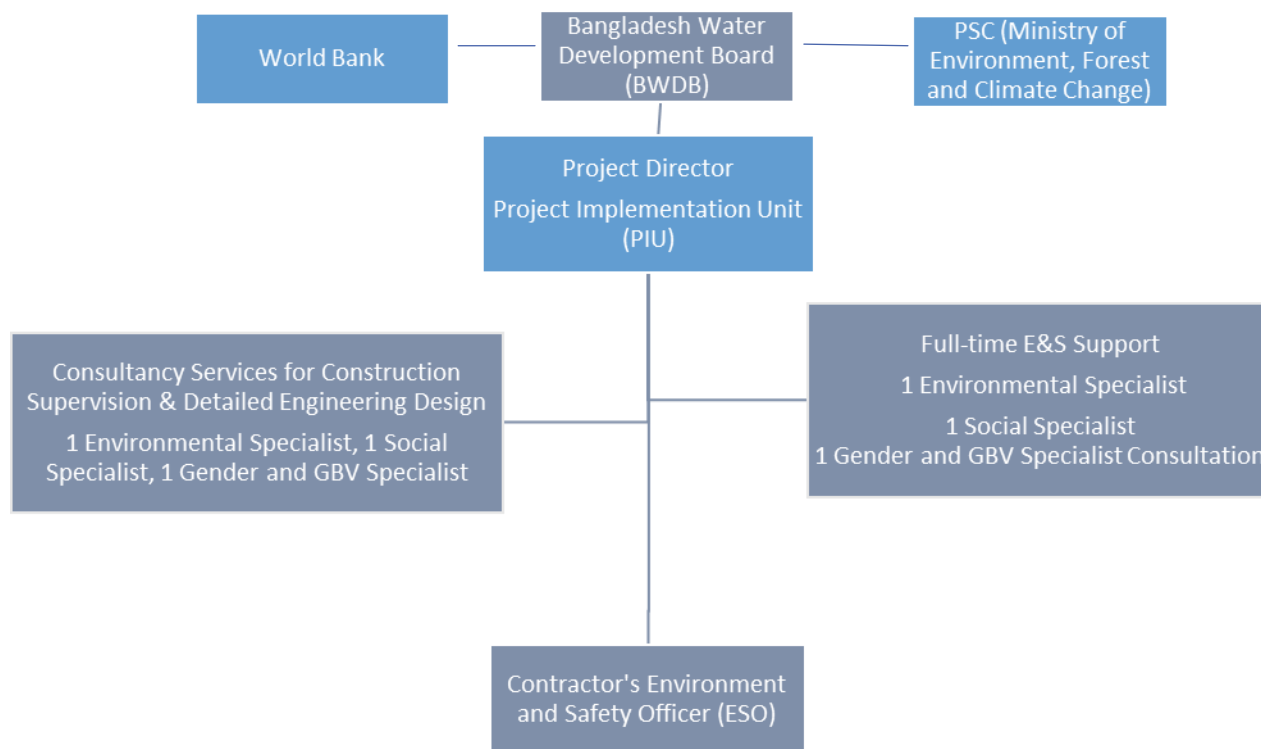 World Bank
Bangladesh Water
Development Board
(BWDB)
PSC (Ministry of
Environment, Forest
and Climate Change)
Project Director
Project Implementation Unit
(PIU)
Consultancy Services for Construction
Supervision & Detailed Engineering Design
1 Environmental Specialist, 1 Social
Specialist, 1 Gender and GBV Specialist
Full-time E&S Support
1 Environmental Specialist
1 Social Specialist
1 Gender and GBV Specialist Consultation
Contractor's Environment
and Safety Officer (ESO)